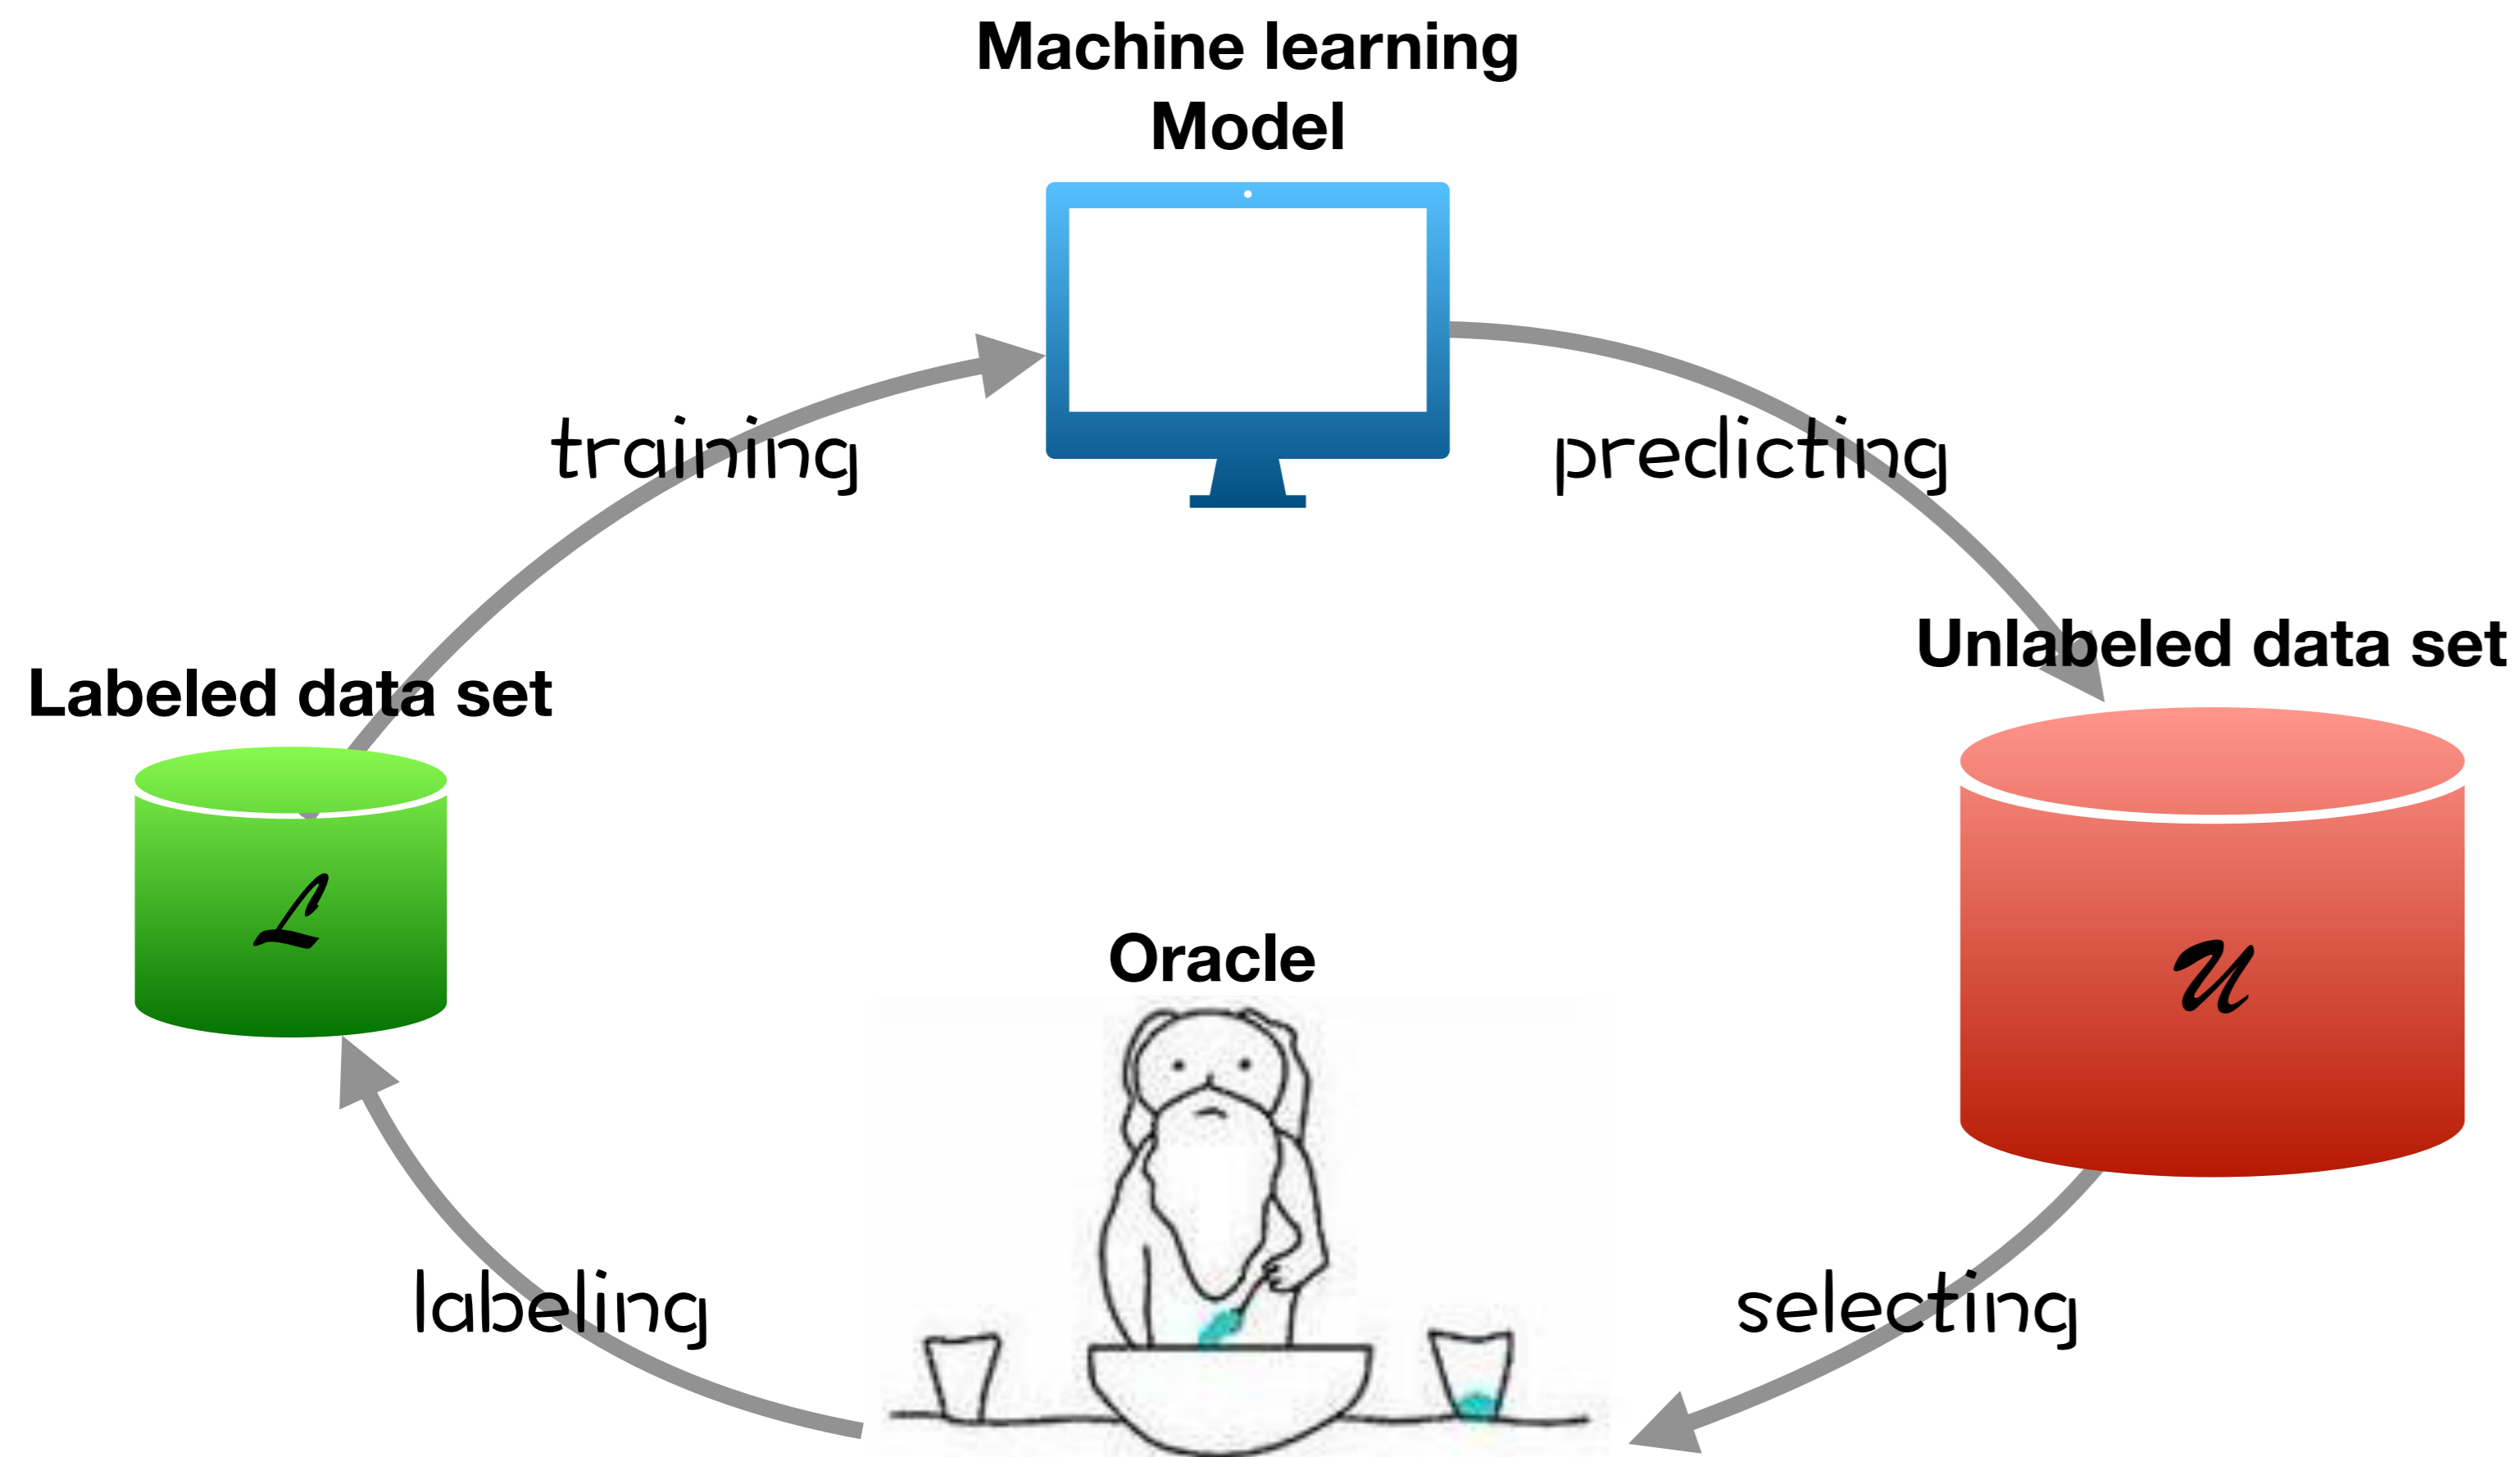 Machine learning
Model
training
predicting
Labeled data set
Unlabeled data set
ℒ
𝒰
Oracle
labeling
selecting